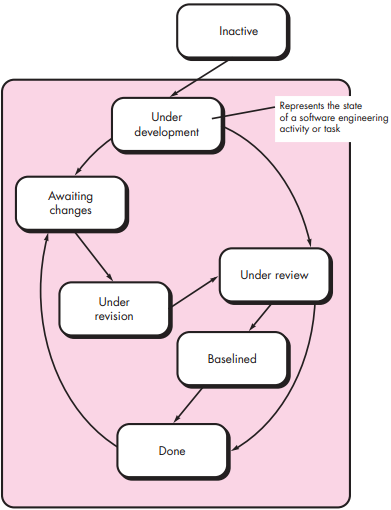 Inactive
Under
development
Represents the state
of a software engineering
activity or task
Awaiting
changes
Under review
Under
revision
Baselined
Done